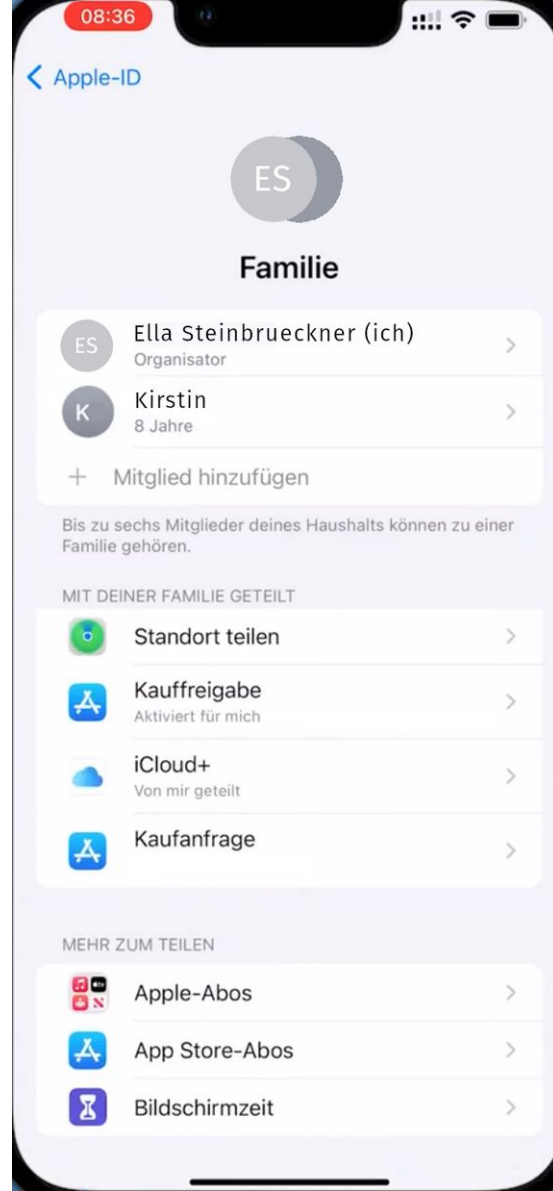 08:36
Apple-ID
ES
Familie
ES
Ella Steinbrueckner (ich)
Organisator
K
Kirstin
8 Jahre
+ Mitglied hinzufügen
Bis zu sechs Mitglieder deines Haushalts können zu einer
Familie gehören.
MIT DEINER FAMILIE GETEILT
Standort teilen
Kauffreigabe
Aktiviert für mich
iCloud+
Von mir geteilt
Kaufanfrage
MEHR ZUM TEILEN
Apple-Abos
App Store-Abos
Bildschirmzeit